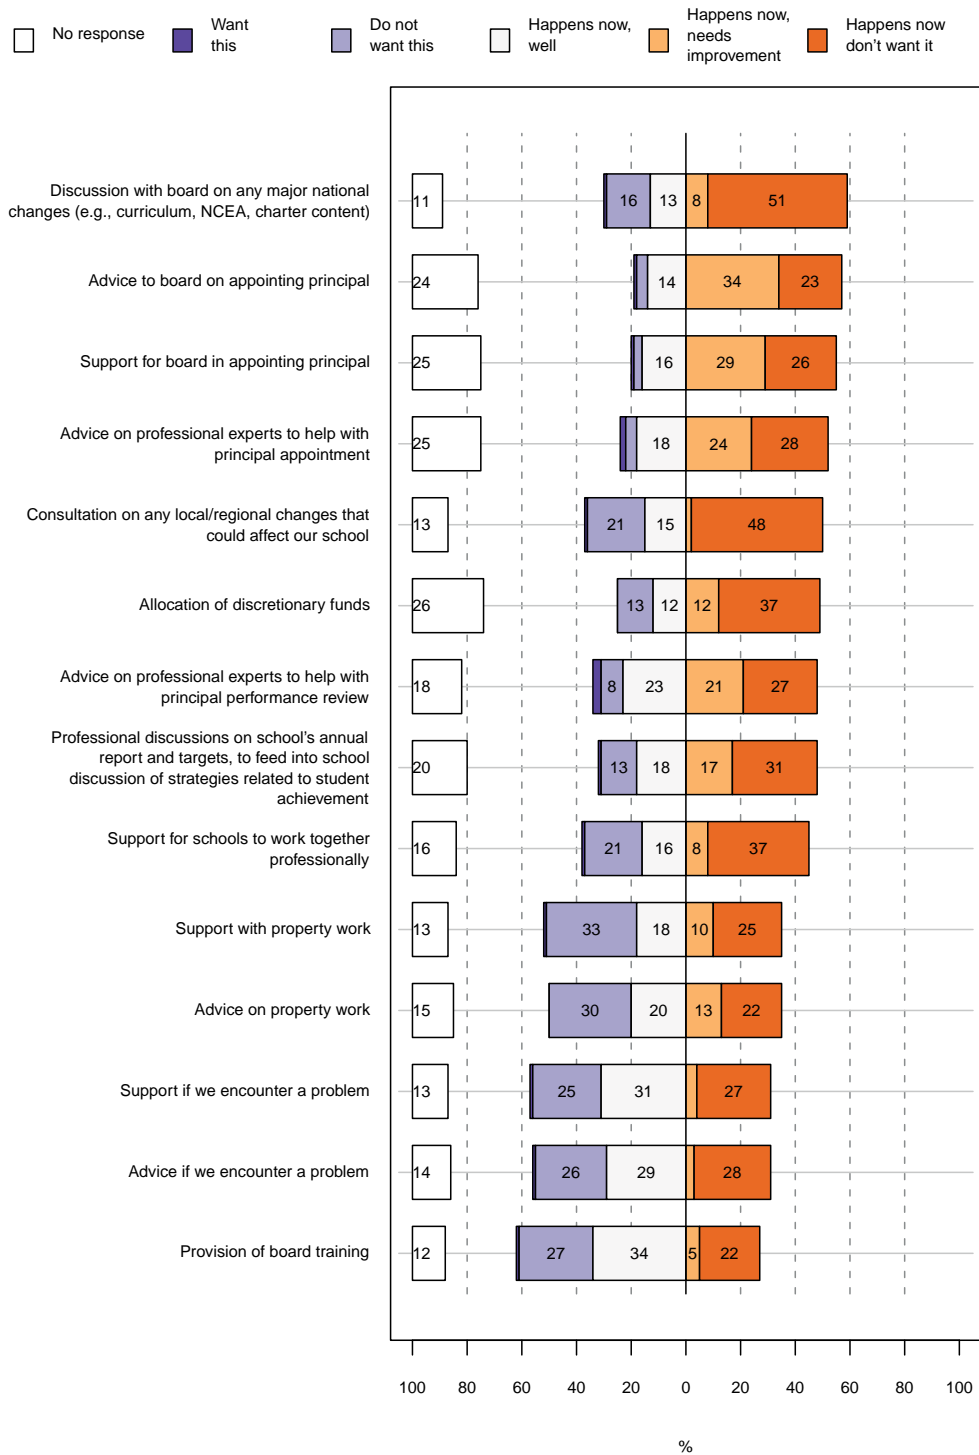 No response
Want
this
Do not
want this
Happens now,
well
Happens now,
needs
improvement
Happens now
don't want it
Discussion with board on any major national
changes (e.g., curriculum, NCEA, charter content)
11
16
13
8
51
Advice to board on appointing principal
24
14
34
23
Support for board in appointing principal
25
16
29
26
Advice on professional experts to help with
principal appointment
25
18
24
28
Consultation on any local/regional changes that
could affect our school
13
21
15
48
Allocation of discretionary funds
26
13
12
12
37
Advice on professional experts to help with
principal performance review
18
8
23
21
27
Professional discussions on school's annual
report and targets, to feed into school
discussion of strategies related to student
achievement
20
13
18
17
31
Support for schools to work together
professionally
16
21
16
8
37
Support with property work
13
33
18
10
25
Advice on property work
15
30
20
13
22
Support if we encounter a problem
13
25
31
27
Advice if we encounter a problem
14
26
29
28
Provision of board training
12
27
34
5
22
100 80 60 40 20 0 20 40 60 80 100
%